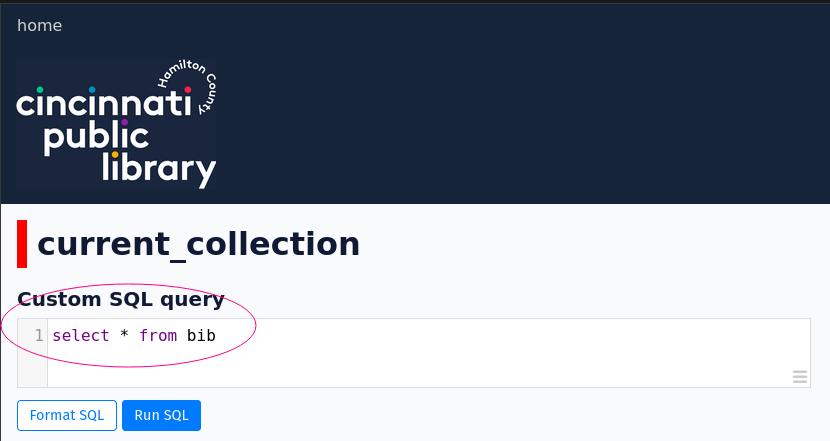 home
Hamilton County
cincinnati
public
library
current_collection
Custom SQL query
1 select * from bib
Format SQL Run SQL